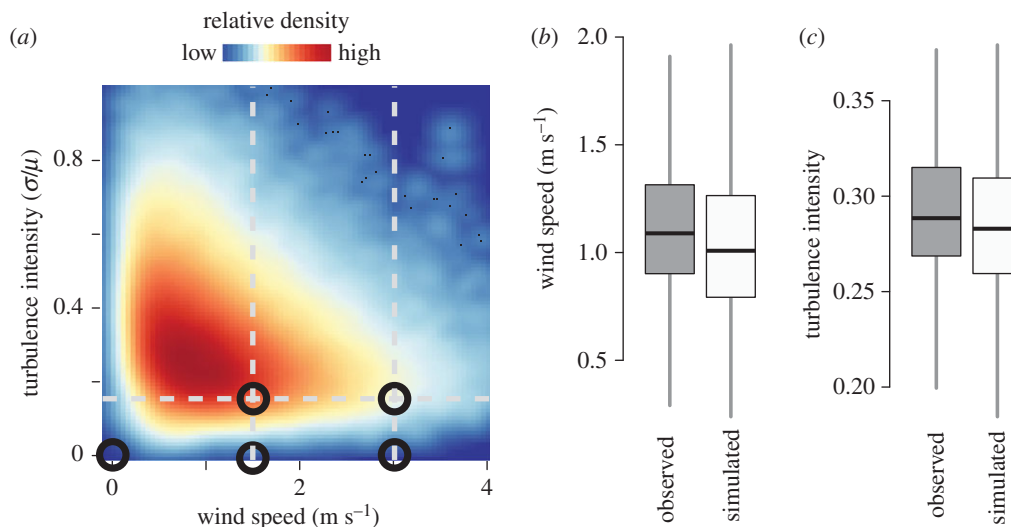 (a)
relative density
low high
turbulence intensity (σ/μ)
0.8
0.4
0
0 2 4
wind speed (m s⁻¹)
(b)
wind speed (m s⁻¹)
2.0
1.5
1.0
0.5
observed
simulated
(c)
turbulence intensity
0.35
0.30
0.25
0.20
observed
simulated